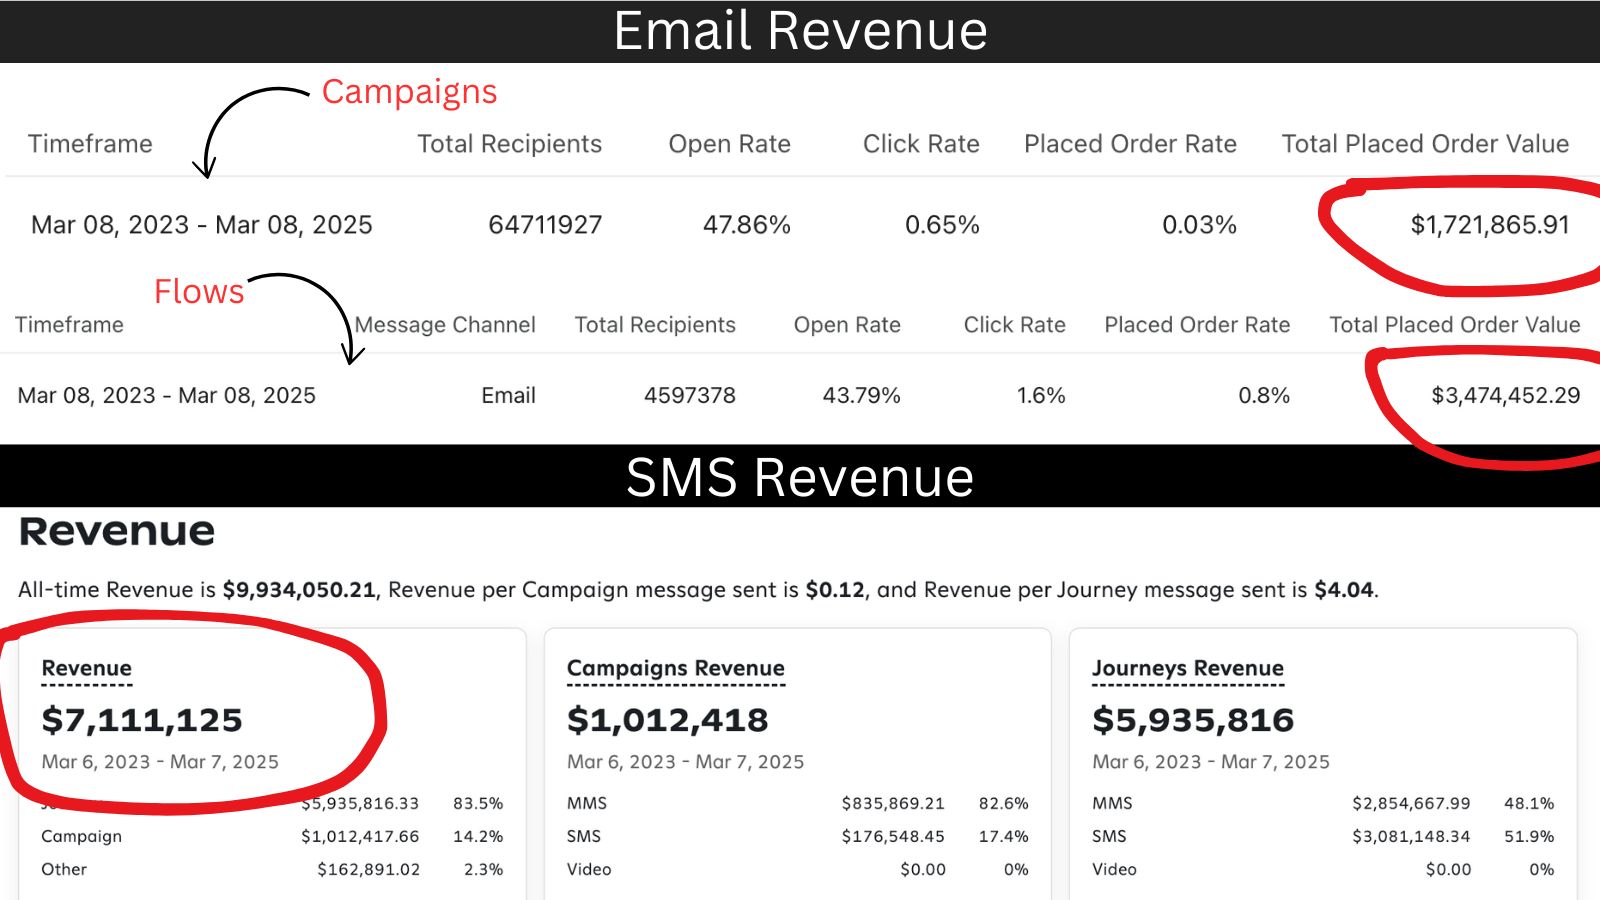 Email Revenue
Campaigns
Timeframe Total Recipients Open Rate Click Rate Placed Order Rate Total Placed Order Value
Mar 08, 2023 - Mar 08, 2025 64711927 47.86% 0.65% 0.03% $1,721,865.91
Flows
Timeframe Message Channel Total Recipients Open Rate Click Rate Placed Order Rate Total Placed Order Value
Mar 08, 2023 - Mar 08, 2025 Email 4597378 43.79% 1.6% 0.8% $3,474,452.29
SMS Revenue
Revenue
All-time Revenue is $9,934,050.21, Revenue per Campaign message sent is $0.12, and Revenue per Journey message sent is $4.04.
Revenue
$7,111,125
Mar 6, 2023 - Mar 7, 2025
$5,935,816.33 83.5%
Campaign $1,012,417.66 14.2%
Other $162,891.02 2.3%
Campaigns Revenue
$1,012,418
Mar 6, 2023 - Mar 7, 2025
MMS $835,869.21 82.6%
SMS $176,548.45 17.4%
Video $0.00 0%
Journeys Revenue
$5,935,816
Mar 6, 2023 - Mar 7, 2025
MMS $2,854,667.99 48.1%
SMS $3,081,148.34 51.9%
Video $0.00 0%